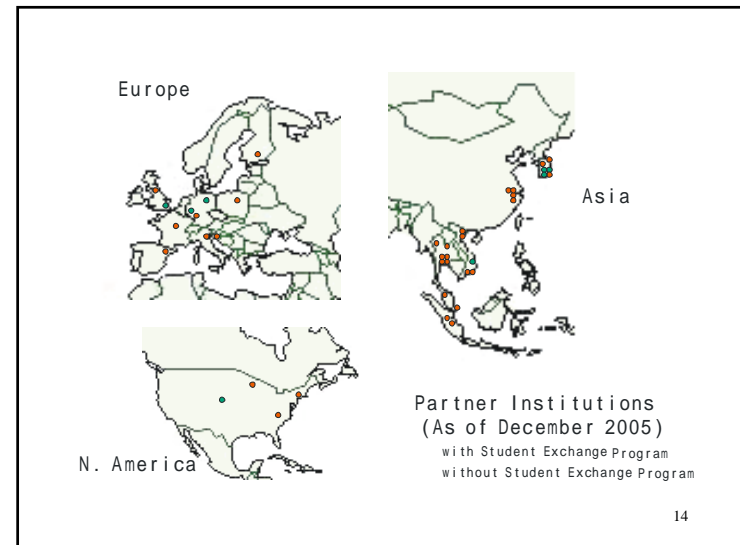 Europe
Asia
N. America
Partner Institutions
(As of December 2005)
with Student Exchange Program
without Student Exchange Program
14